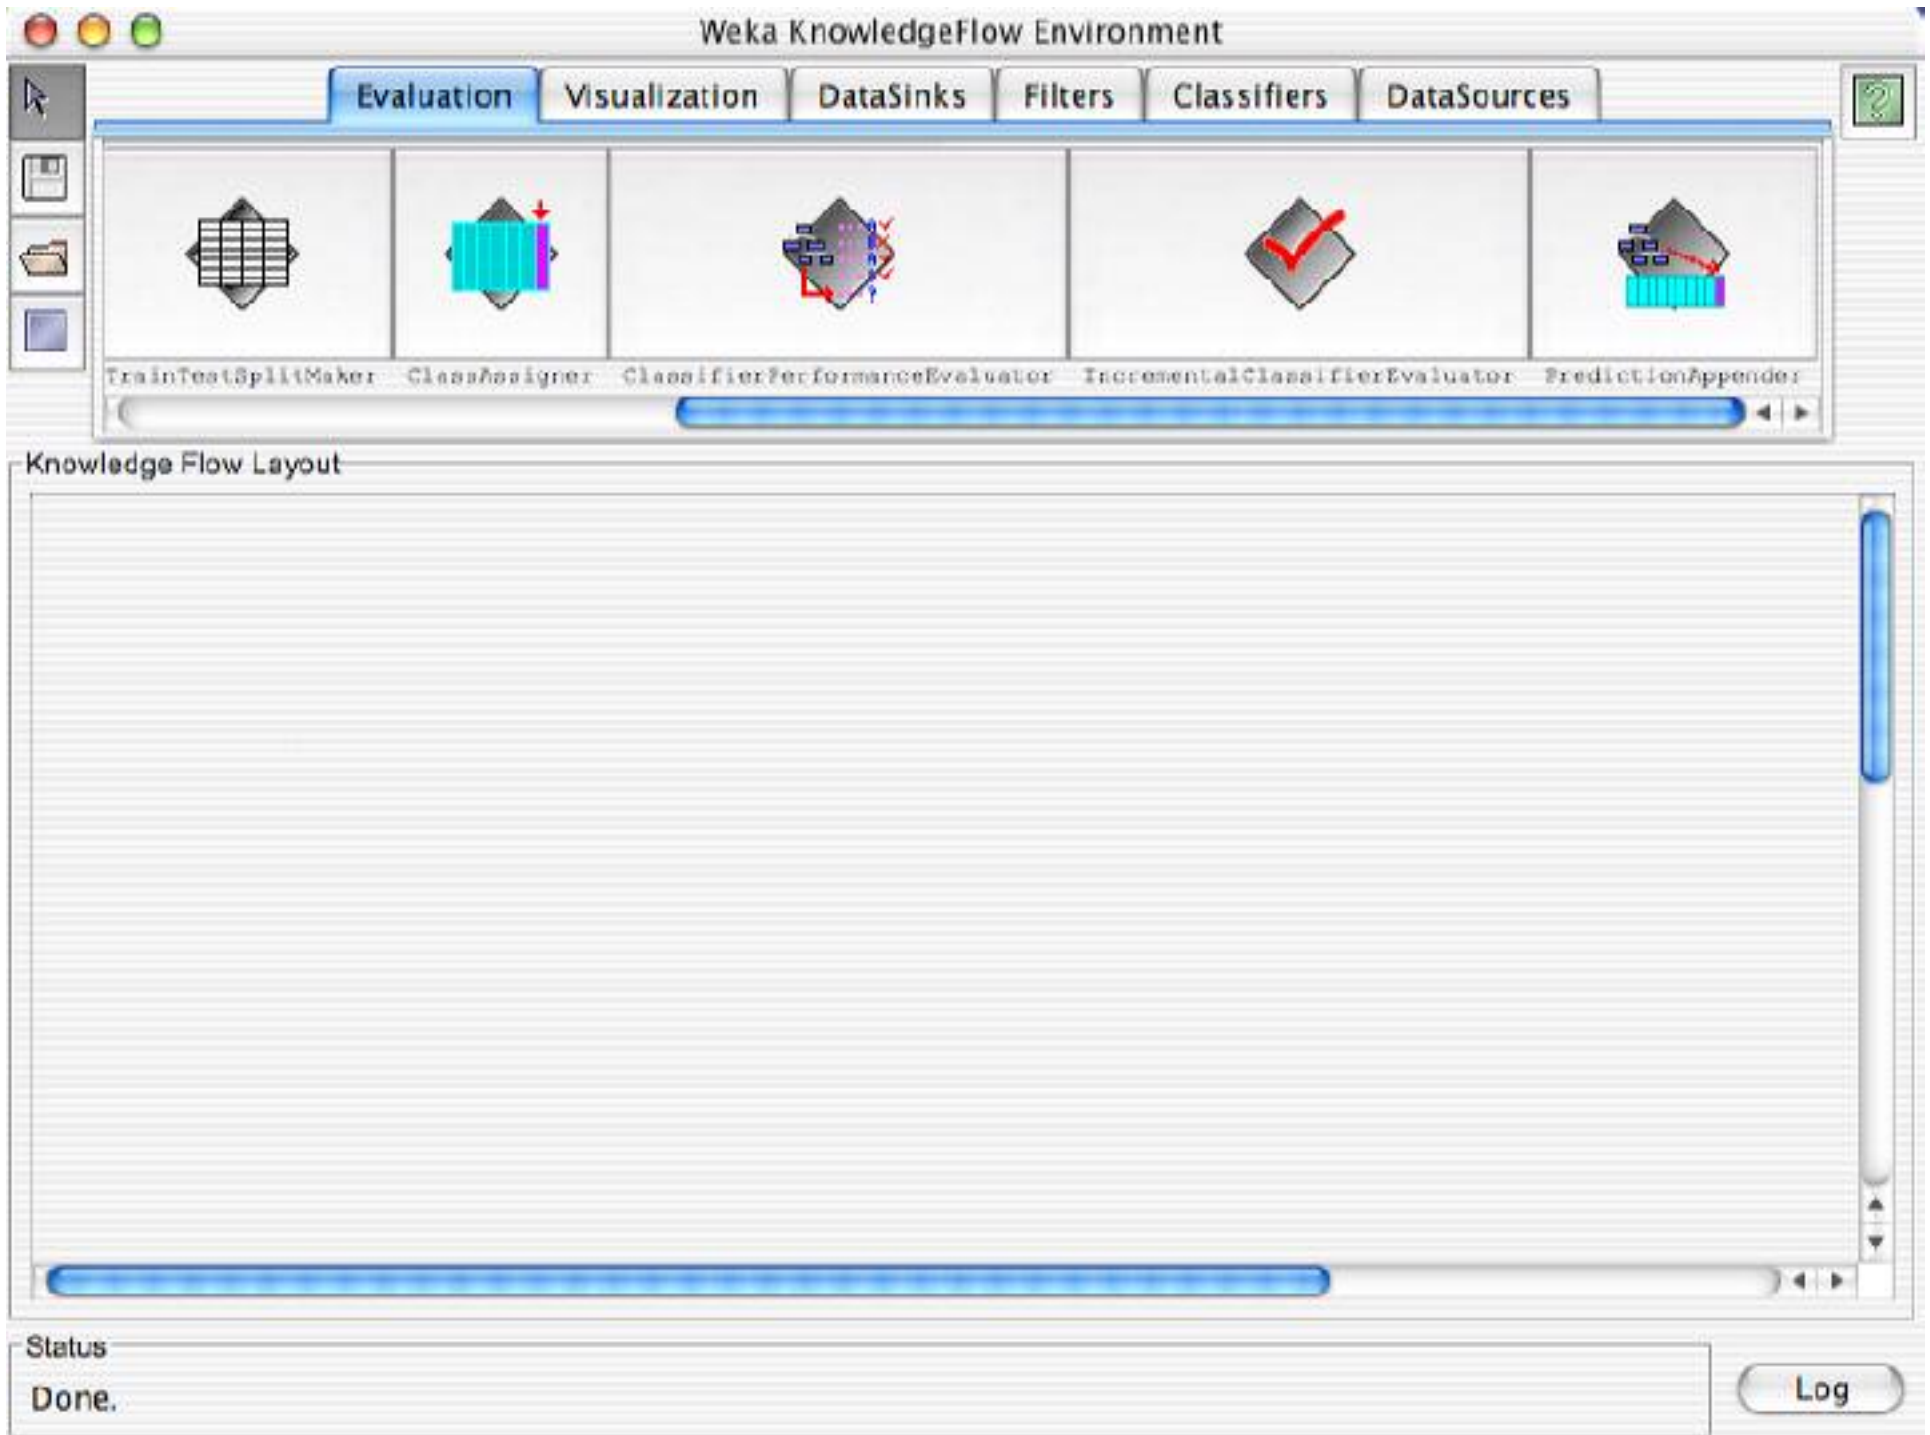 Weka KnowledgeFlow Environment
Evaluation Visualization DataSinks Filters Classifiers DataSources
TrainTestSplitMaker ClassAssigner ClassifierPerformanceEvaluator IncrementalClassifierEvaluator PredictionAppender
Knowledge Flow Layout
Status
Done.
Log